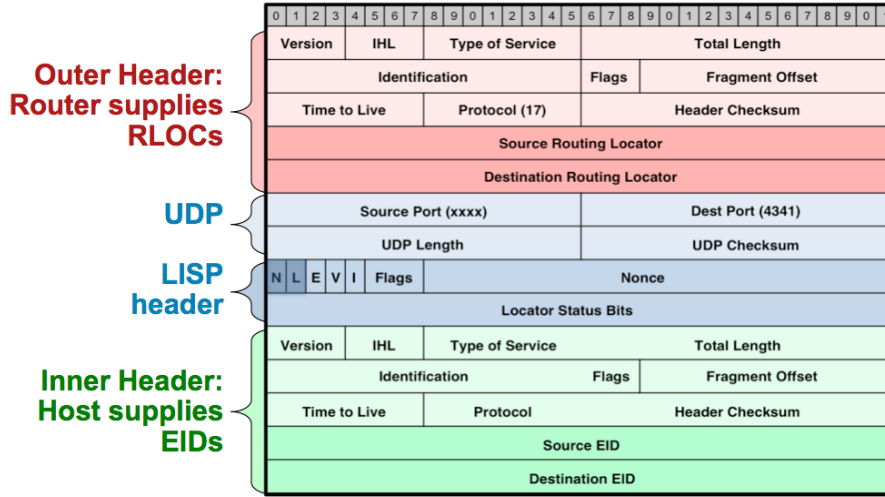 0 1 2 3 4 5 6 7 8 9 0 1 2 3 4 5 6 7 8 9 0 1 2 3 4 5 6 7 8 9 0
Outer Header:
Router supplies
RLOCs
Version IHL Type of Service Total Length
Identification Flags Fragment Offset
Time to Live Protocol (17) Header Checksum
Source Routing Locator
Destination Routing Locator
UDP
Source Port (xxxx) Dest Port (4341)
UDP Length UDP Checksum
LISP
header
N L E V I Flags Nonce
Locator Status Bits
Inner Header:
Host supplies
EIDs
Version IHL Type of Service Total Length
Identification Flags Fragment Offset
Time to Live Protocol Header Checksum
Source EID
Destination EID